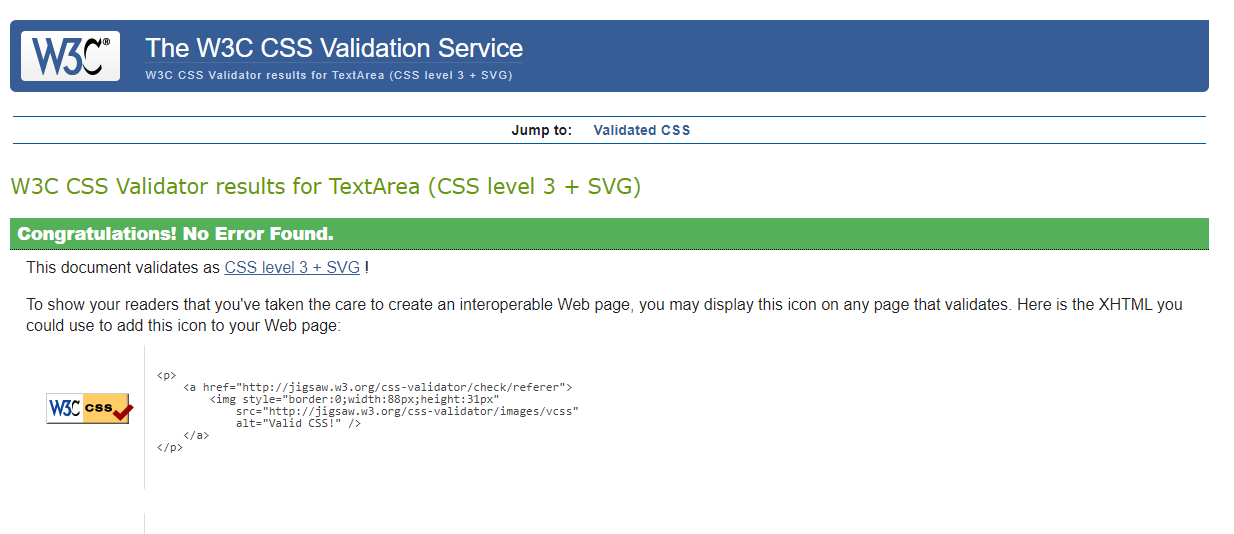 W3C®
The W3C CSS Validation Service
W3C CSS Validator results for TextArea (CSS level 3 + SVG)
Jump to: Validated CSS
W3C CSS Validator results for TextArea (CSS level 3 + SVG)
Congratulations! No Error Found.
This document validates as CSS level 3 + SVG !
To show your readers that you've taken the care to create an interoperable Web page, you may display this icon on any page that validates. Here is the XHTML you
could use to add this icon to your Web page:
W3C css
<p>
    <a href="http://jigsaw.w3.org/css-validator/check/referer">
        <img style="border:0;width:88px;height:31px"
            src="http://jigsaw.w3.org/css-validator/images/vcss"
            alt="Valid CSS!" />
    </a>
</p>